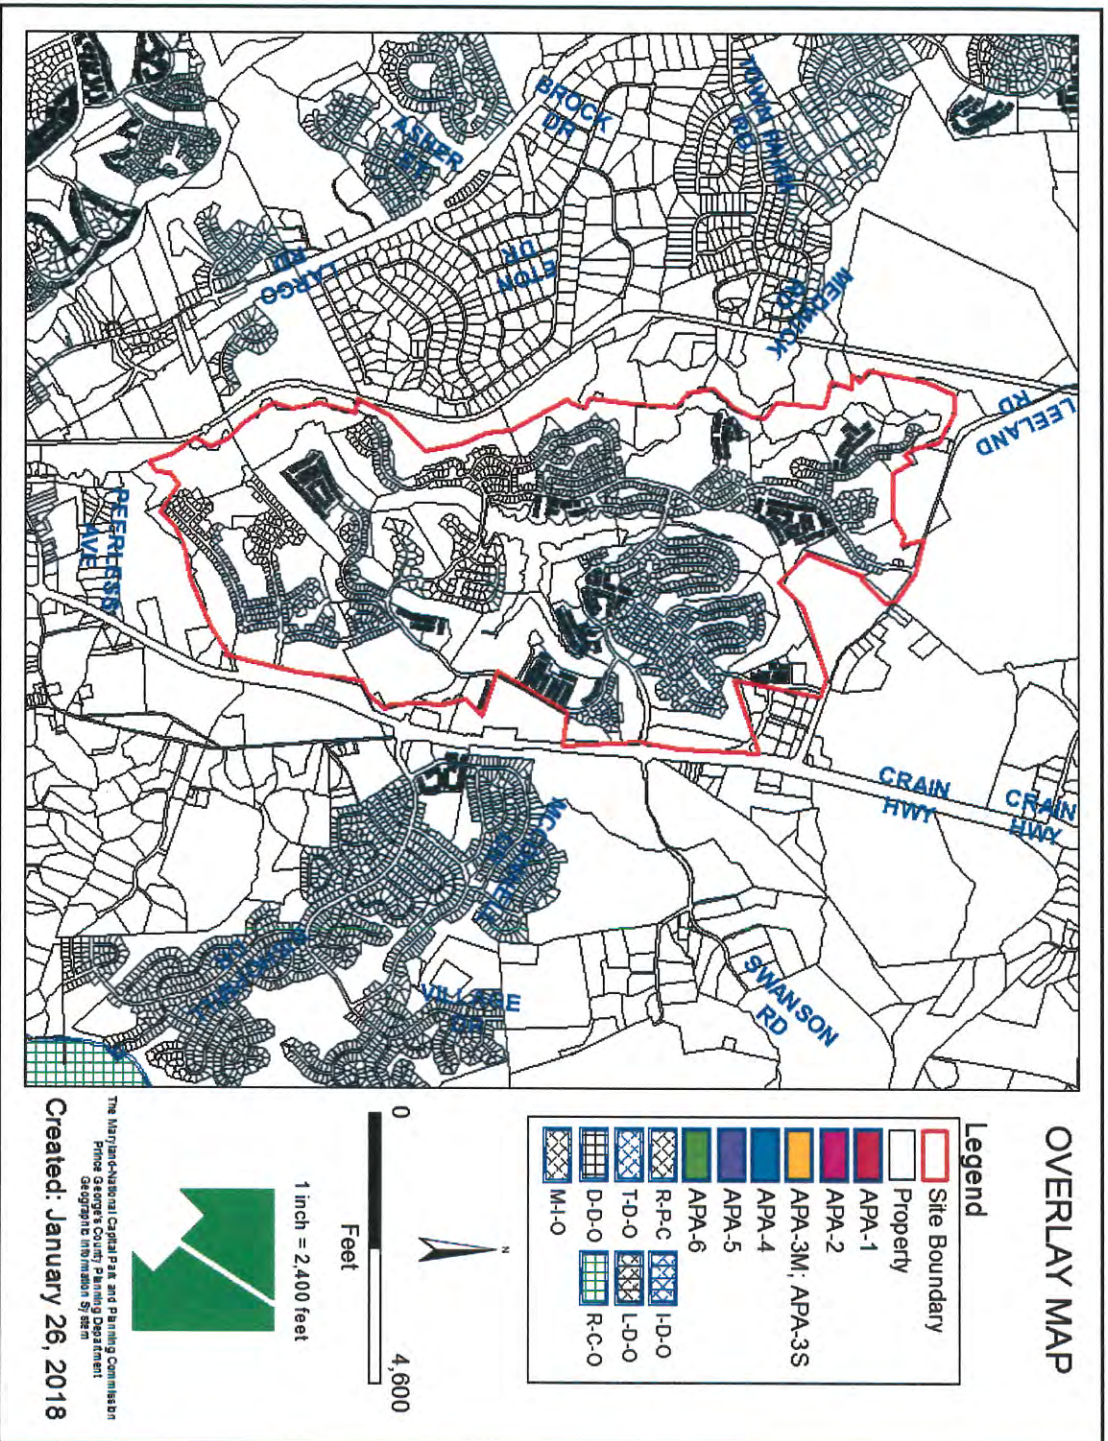 OVERLAY MAP
Legend
Site Boundary
Property
APA-1
APA-2
APA-3M; APA-3S
APA-4
APA-5
APA-6
R-P-C
T-D-O
D-D-O
M-I-O
I-D-O
L-D-O
R-C-O
N
0
4,600
Feet
1 inch = 2,400 feet
The Maryland-National Capital Park and Planning Commission
Prince George's County Planning Department
Geographic Information System
Created: January 26, 2018
BROCK
DR
ASHER
LARGO
RD
ETON
DR
RD
MERWICK
LEELAND
RD
PEERLESS
AVE
CRAIN
HWY
CRAIN
HWY
SWANSON
RD
VILLAGE
DR